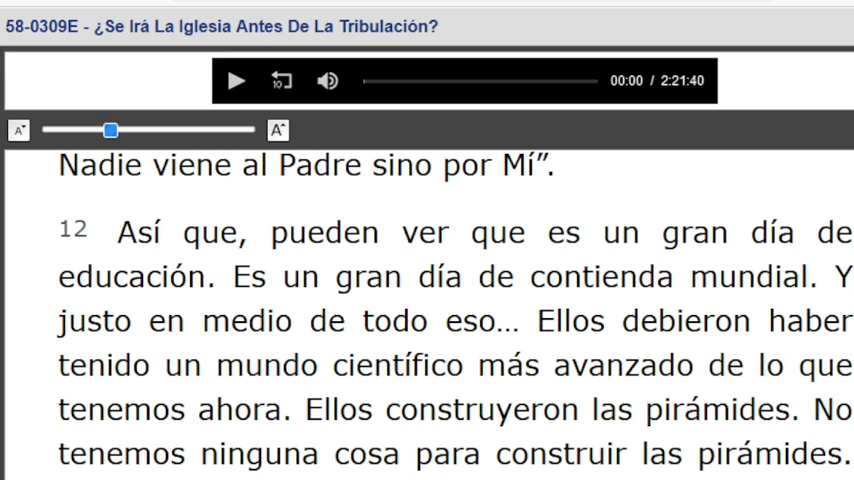 58-0309E - ¿Se Irá La Iglesia Antes De La Tribulación?
10
00:00 / 2:21:40
A
A
Nadie viene al Padre sino por Mí”.
12 Así que, pueden ver que es un gran día de
educación. Es un gran día de contienda mundial. Y
justo en medio de todo eso... Ellos debieron haber
tenido un mundo científico más avanzado de lo que
tenemos ahora. Ellos construyeron las pirámides. No
tenemos ninguna cosa para construir las pirámides.